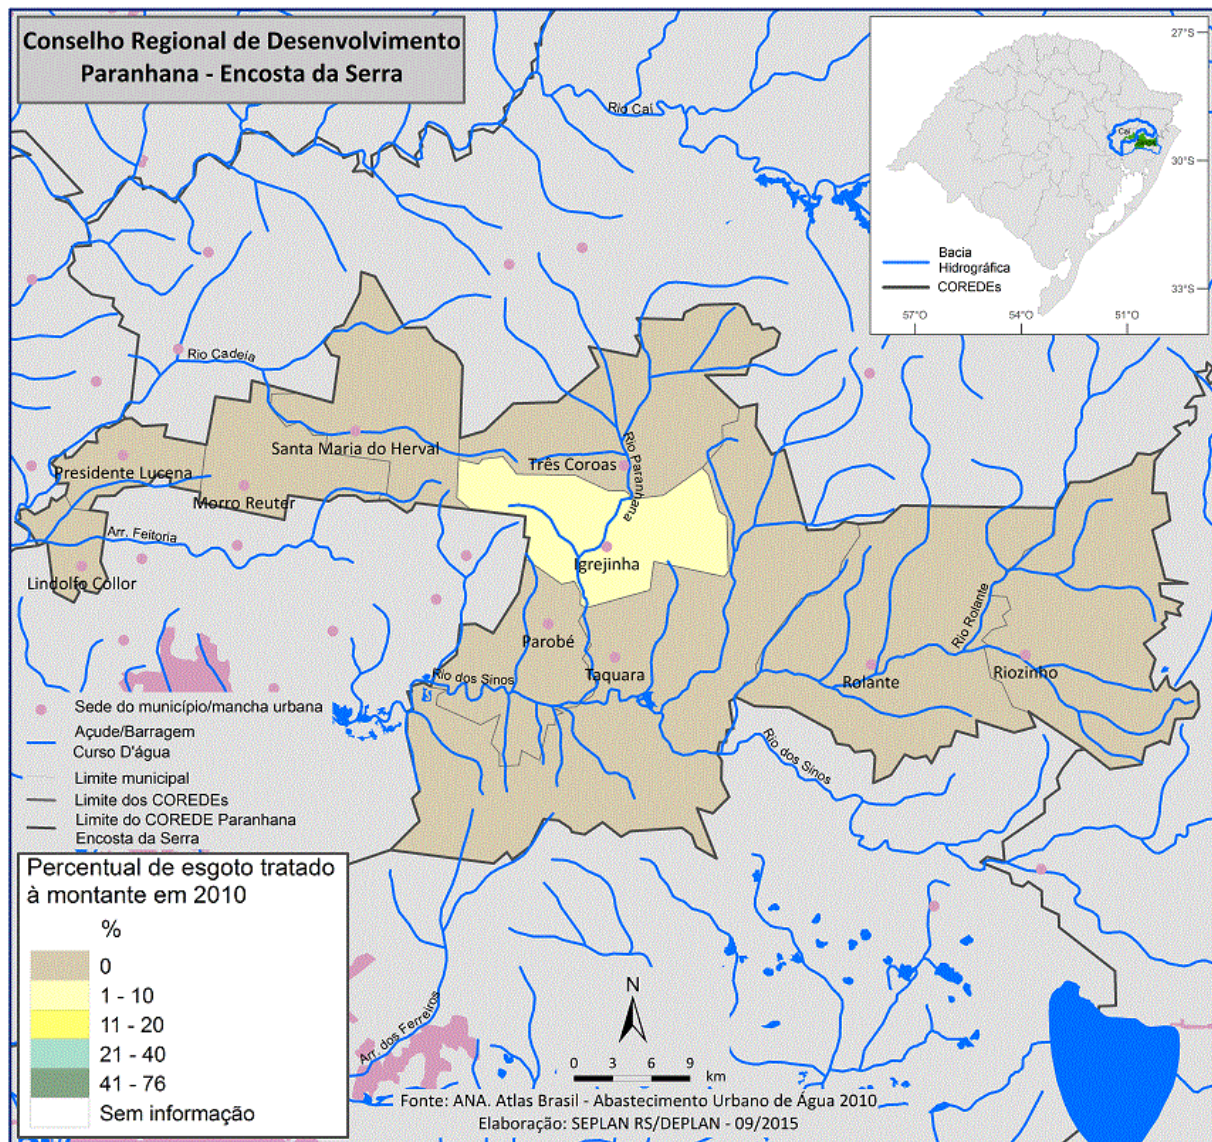 Conselho Regional de Desenvolvimento
Paranhana - Encosta da Serra
27°S
30°S
33°S
57°O
54°O
51°O
Caí
Bacia
Hidrográfica
COREDEs
Rio Caí
Rio Cadeia
Santa Maria do Herval
Presidente Lucena
Morro Reuter
Arr. Feitoria
Lindolfo Collor
Três Coroas
Rio Paranhana
Igrejinha
Parobé
Taquara
Rio dos Sinos
Rolante
Rio Rolante
Riozinho
Rio dos Sinos
Arr. dos Ferreiros
Sede do município/mancha urbana
Açude/Barragem
Curso D'água
Limite municipal
Limite dos COREDEs
Limite do COREDE Paranhana
Encosta da Serra
Percentual de esgoto tratado
à montante em 2010
%
0
1 - 10
11 - 20
21 - 40
41 - 76
Sem informação
N
0 3 6 9
km
Fonte: ANA. Atlas Brasil - Abastecimento Urbano de Água 2010
Elaboração: SEPLAN RS/DEPLAN - 09/2015